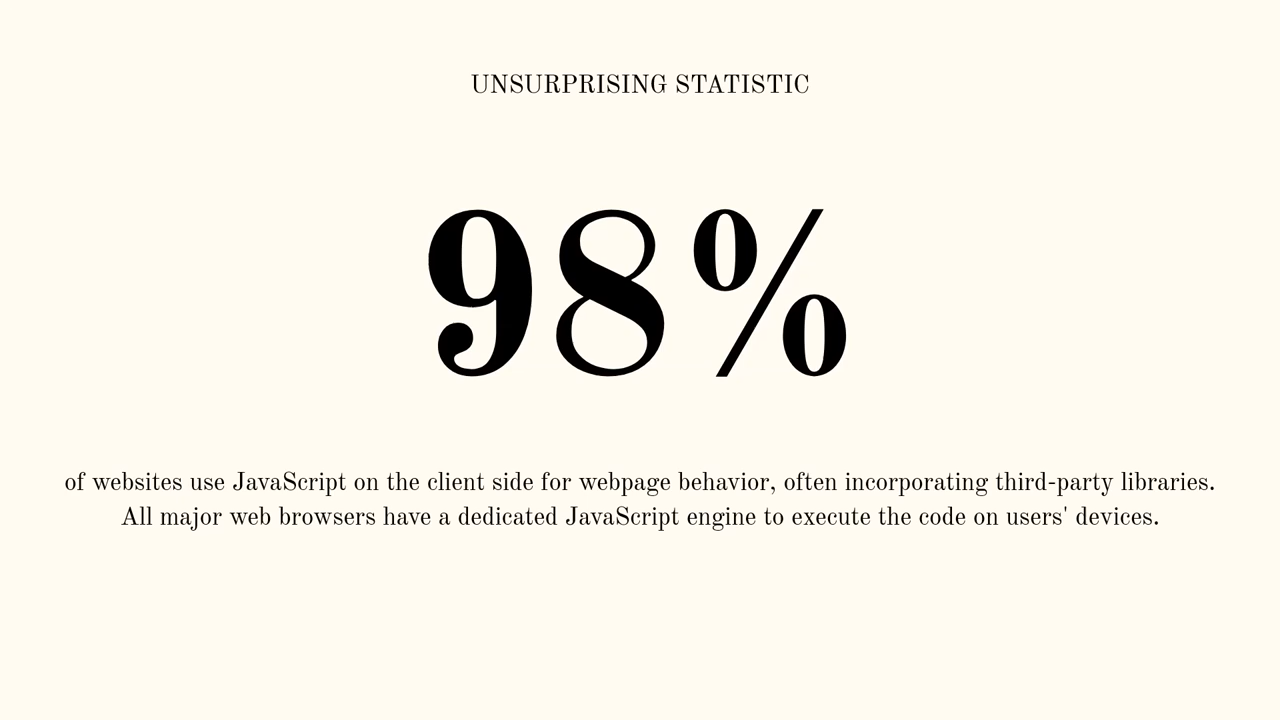 UNSURPRISING STATISTIC
98%
of websites use JavaScript on the client side for webpage behavior, often incorporating third-party libraries.
All major web browsers have a dedicated JavaScript engine to execute the code on users' devices.